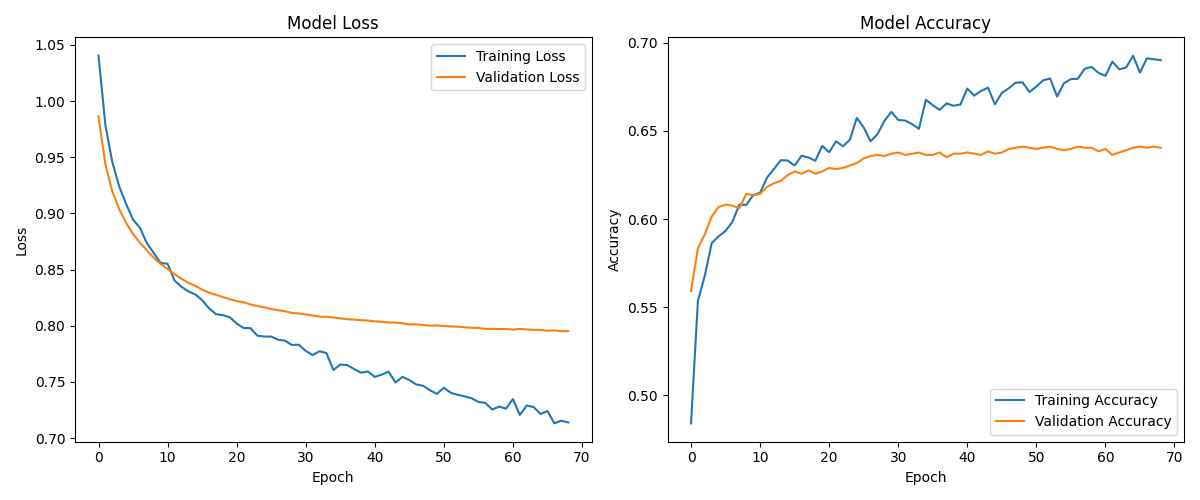 Model Loss
1.05
1.00
0.95
0.90
0.85
0.80
0.75
0.70
Loss
0 10 20 30 40 50 60 70
Epoch
Training Loss
Validation Loss
Model Accuracy
0.70
0.65
0.60
0.55
0.50
Accuracy
0 10 20 30 40 50 60 70
Epoch
Training Accuracy
Validation Accuracy